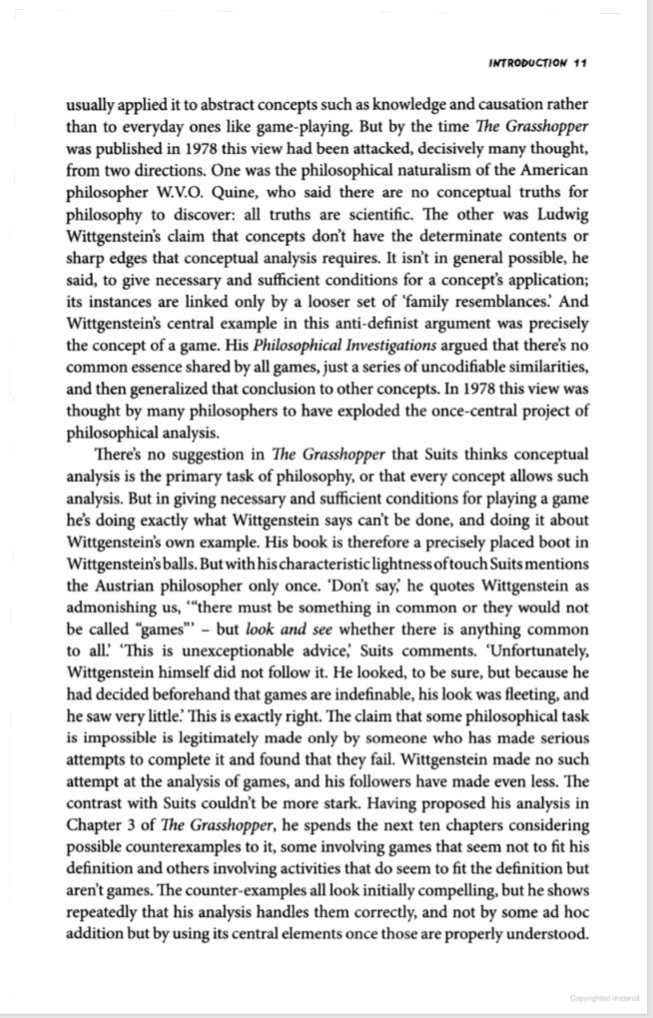 INTRODUCTION 11
usually applied it to abstract concepts such as knowledge and causation rather
than to everyday ones like game-playing. But by the time The Grasshopper
was published in 1978 this view had been attacked, decisively many thought,
from two directions. One was the philosophical naturalism of the American
philosopher W.V.O. Quine, who said there are no conceptual truths for
philosophy to discover: all truths are scientific. The other was Ludwig
Wittgenstein's claim that concepts don't have the determinate contents or
sharp edges that conceptual analysis requires. It isn't in general possible, he
said, to give necessary and sufficient conditions for a concept's application;
its instances are linked only by a looser set of 'family resemblances.' And
Wittgenstein's central example in this anti-definist argument was precisely
the concept of a game. His Philosophical Investigations argued that there's no
common essence shared by all games, just a series of uncodifiable similarities,
and then generalized that conclusion to other concepts. In 1978 this view was
thought by many philosophers to have exploded the once-central project of
philosophical analysis.
There's no suggestion in The Grasshopper that Suits thinks conceptual
analysis is the primary task of philosophy, or that every concept allows such
analysis. But in giving necessary and sufficient conditions for playing a game
he's doing exactly what Wittgenstein says can't be done, and doing it about
Wittgenstein's own example. His book is therefore a precisely placed boot in
Wittgenstein's balls. But with his characteristic lightness of touch Suits mentions
the Austrian philosopher only once. 'Don't say,' he quotes Wittgenstein as
admonishing us, '"there must be something in common or they would not
be called "games"' – but look and see whether there is anything common
to all.' 'This is unexceptionable advice,' Suits comments. 'Unfortunately,
Wittgenstein himself did not follow it. He looked, to be sure, but because he
had decided beforehand that games are indefinable, his look was fleeting, and
he saw very little.' This is exactly right. The claim that some philosophical task
is impossible is legitimately made only by someone who has made serious
attempts to complete it and found that they fail. Wittgenstein made no such
attempt at the analysis of games, and his followers have made even less. The
contrast with Suits couldn't be more stark. Having proposed his analysis in
Chapter 3 of The Grasshopper, he spends the next ten chapters considering
possible counterexamples to it, some involving games that seem not to fit his
definition and others involving activities that do seem to fit the definition but
aren't games. The counter-examples all look initially compelling, but he shows
repeatedly that his analysis handles them correctly, and not by some ad hoc
addition but by using its central elements once those are properly understood.
Copyrighted material